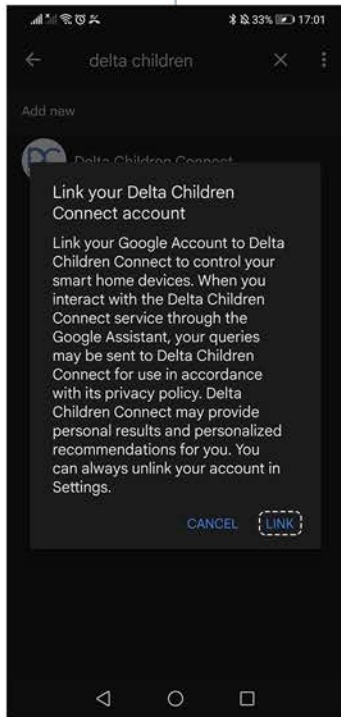 33% 17:01
delta children
Add new
Delta Children Connect
Link your Delta Children
Connect account
Link your Google Account to Delta
Children Connect to control your
smart home devices. When you
interact with the Delta Children
Connect service through the
Google Assistant, your queries
may be sent to Delta Children
Connect for use in accordance
with its privacy policy. Delta
Children Connect may provide
personal results and personalized
recommendations for you. You
can always unlink your account in
Settings.
CANCEL LINK